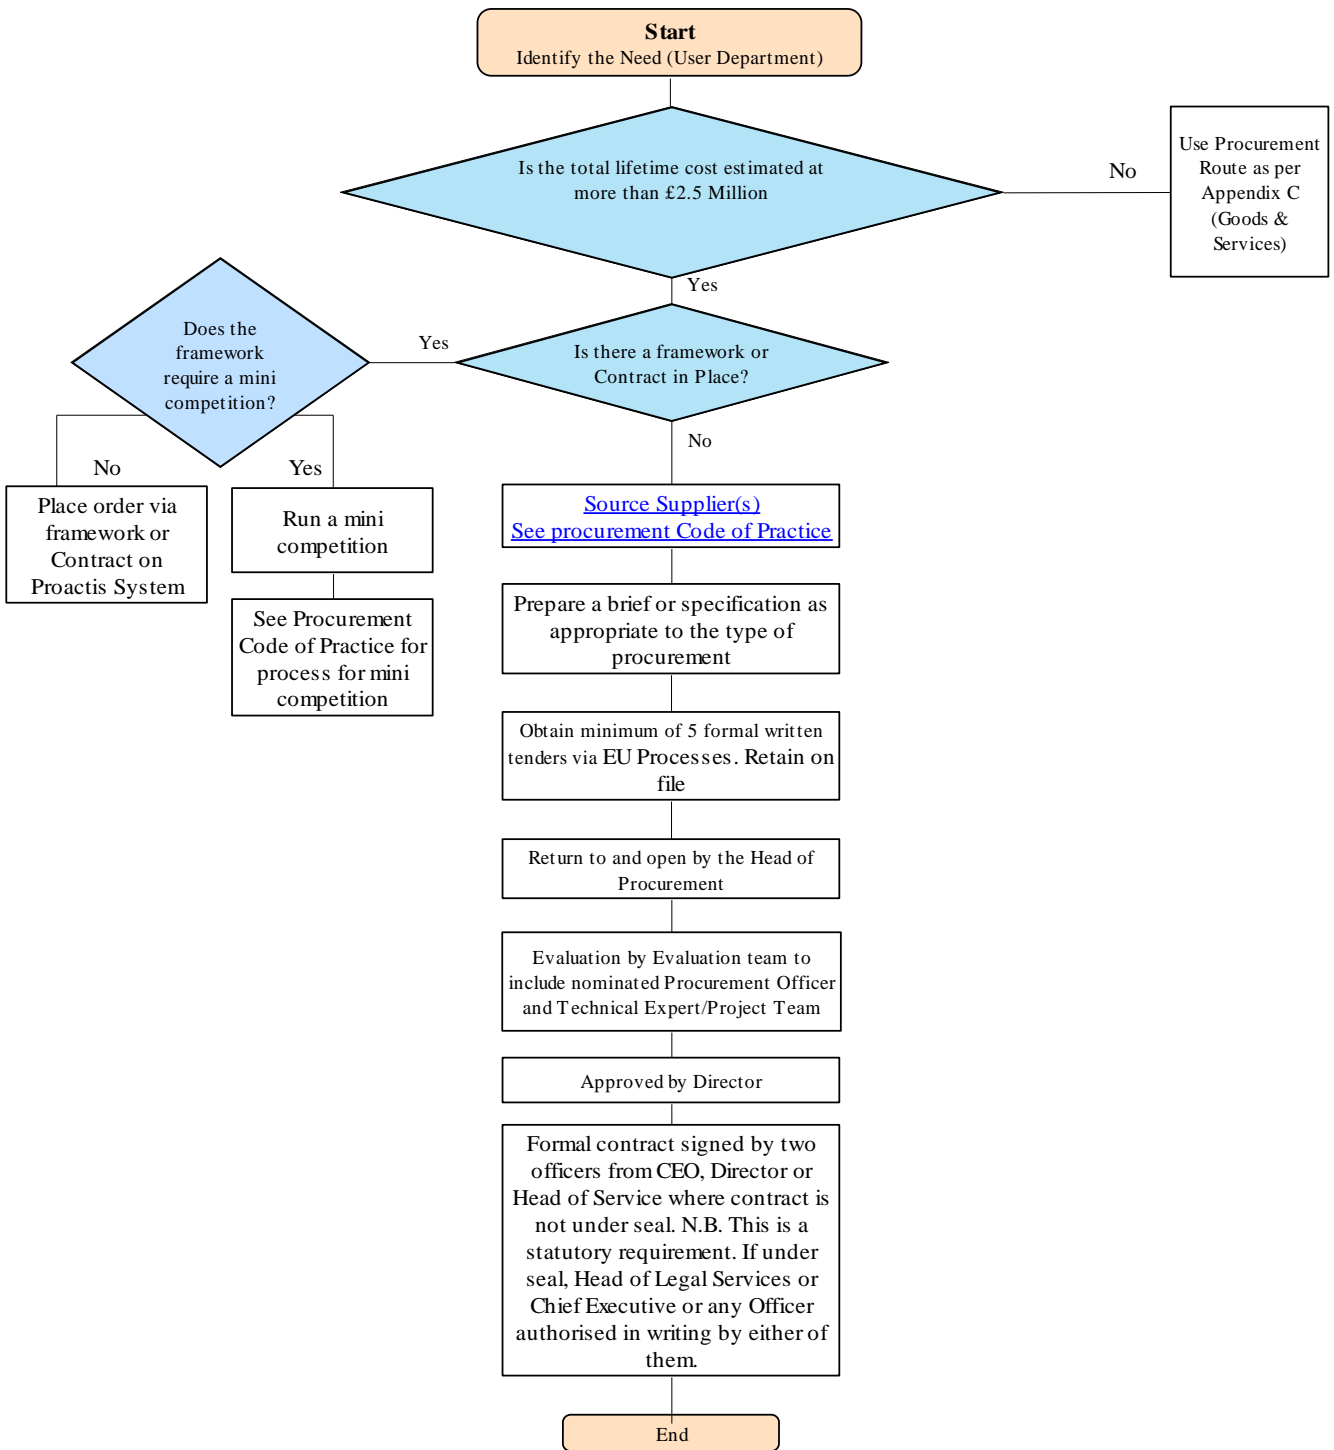 Start
Identify the Need (User Department)
Is the total lifetime cost estimated at
more than £2.5 Million
No
Use Procurement
Route as per
Appendix C
(Goods &
Services)
Yes
Is there a framework or
Contract in Place?
Yes
Does the
framework
require a mini
competition?
No
Place order via
framework or
Contract on
Proactis System
Yes
Run a mini
competition
See Procurement
Code of Practice for
process for mini
competition
No
Source Supplier(s)
See procurement Code of Practice
Prepare a brief or specification as
appropriate to the type of
procurement
Obtain minimum of 5 formal written
tenders via EU Processes. Retain on
file
Return to and open by the Head of
Procurement
Evaluation by Evaluation team to
include nominated Procurement Officer
and Technical Expert/Project Team
Approved by Director
Formal contract signed by two
officers from CEO, Director or
Head of Service where contract is
not under seal. N.B. This is a
statutory requirement. If under
seal, Head of Legal Services or
Chief Executive or any Officer
authorised in writing by either of
them.
End